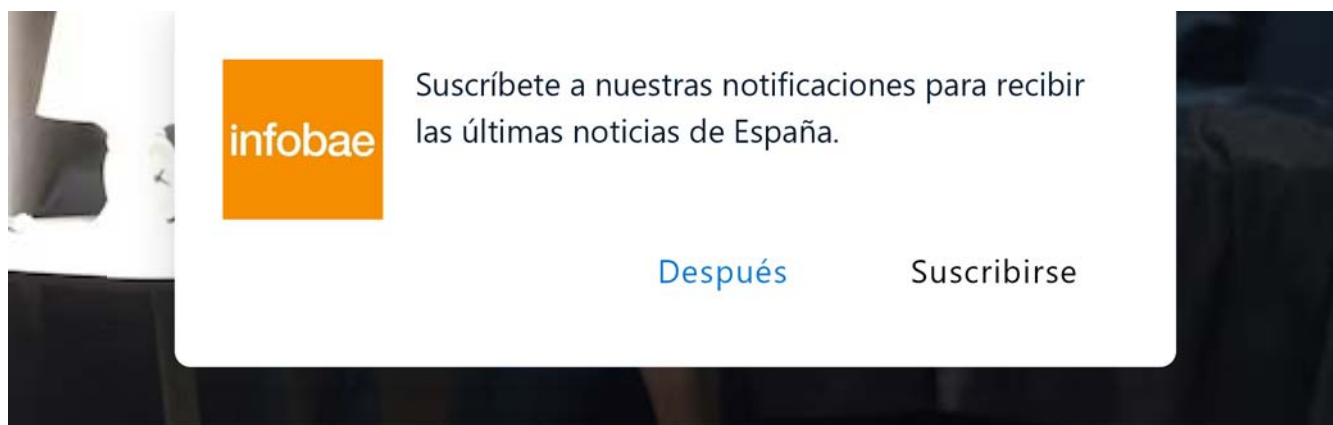 infobae
Suscríbete a nuestras notificaciones para recibir
las últimas noticias de España.
Después Suscribirse